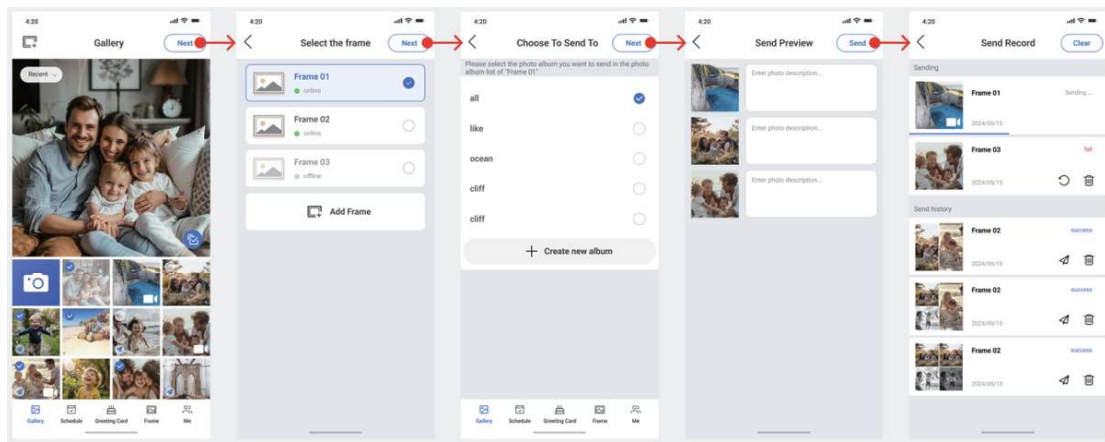 4:20
Gallery
Next
Recent
Gallery
Schedule
Greeting Card
Frame
Me
4:20
Select the frame
Next
Frame 01
online
Frame 02
online
Frame 03
offline
Add Frame
4:20
Choose To Send To
Next
Please select the photo album you want to send in the photo
album list of "Frame 01"
all
like
ocean
cliff
cliff
Create new album
Gallery
Schedule
Greeting Card
Frame
Me
4:20
Send Preview
Send
Enter photo description...
Enter photo description...
Enter photo description...
4:20
Send Record
Clear
Sending
Frame 01
Sending...
2024/05/15
Frame 03
2024/05/15
Send history
Frame 02
success
2024/05/15
Frame 02
success
2024/05/15
Frame 02
success
2024/05/15